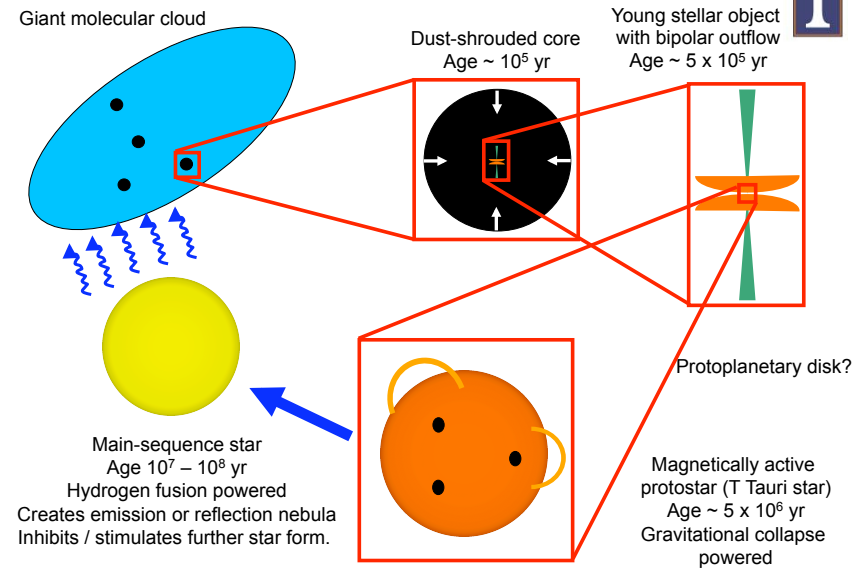 Giant molecular cloud
Dust-shrouded core
Age ~ 10⁵ yr
Young stellar object
with bipolar outflow
Age ~ 5 x 10⁵ yr
I
Protoplanetary disk?
Main-sequence star
Age 10⁷ – 10⁸ yr
Hydrogen fusion powered
Creates emission or reflection nebula
Inhibits / stimulates further star form.
Magnetically active
protostar (T Tauri star)
Age ~ 5 x 10⁶ yr
Gravitational collapse
powered